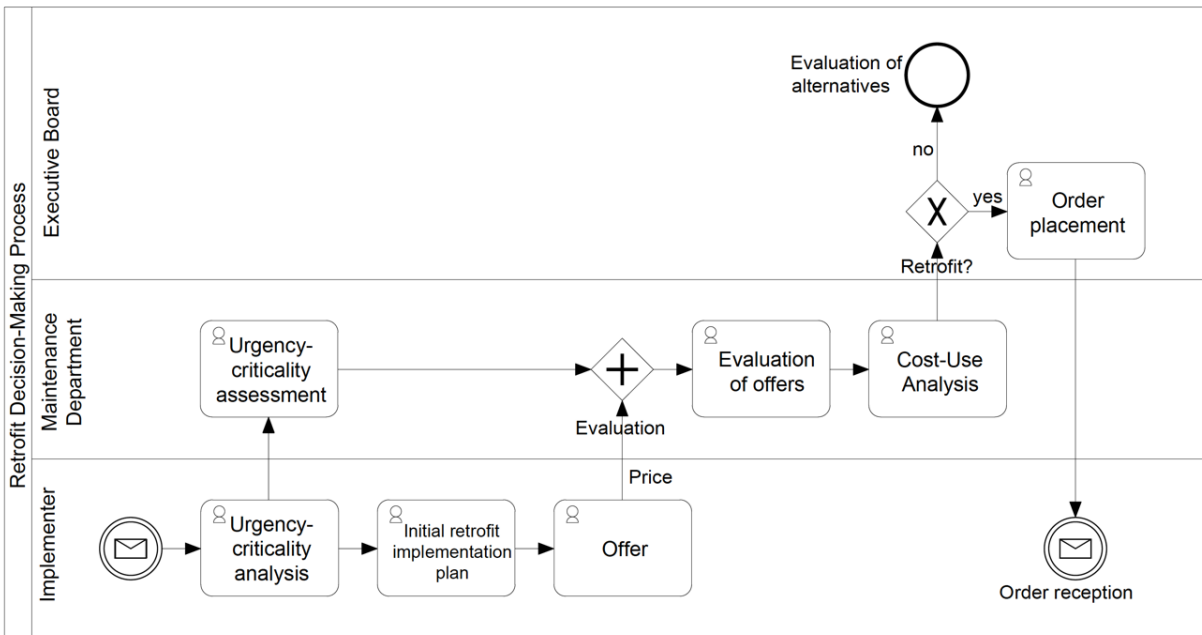 Retrofit Decision-Making Process
Executive Board
Evaluation of
alternatives
no
yes
Order
placement
Retrofit?
Maintenance
Department
Urgency-
criticality
assessment
Evaluation
Evaluation
of offers
Cost-Use
Analysis
Implementer
Urgency-
criticality
analysis
Initial retrofit
implementation
plan
Offer
Price
Order reception